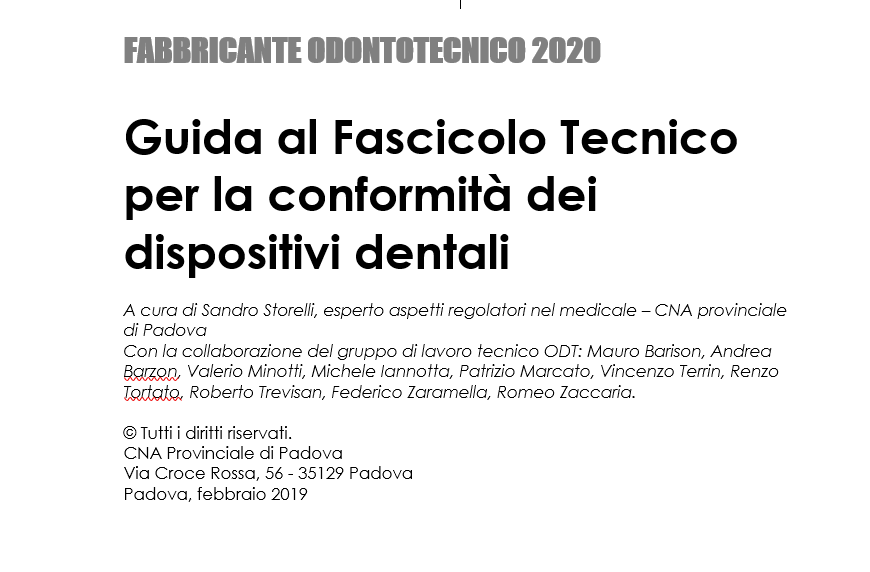 FABBRICANTE ODONTOTECNICO 2020
Guida al Fascicolo Tecnico
per la conformità dei
dispositivi dentali
A cura di Sandro Storelli, esperto aspetti regolatori nel medicale – CNA provinciale
di Padova
Con la collaborazione del gruppo di lavoro tecnico ODT: Mauro Barison, Andrea
Barzon, Valerio Minotti, Michele Iannotta, Patrizio Marcato, Vincenzo Terrin, Renzo
Tortato, Roberto Trevisan, Federico Zaramella, Romeo Zaccaria.
© Tutti i diritti riservati.
CNA Provinciale di Padova
Via Croce Rossa, 56 - 35129 Padova
Padova, febbraio 2019